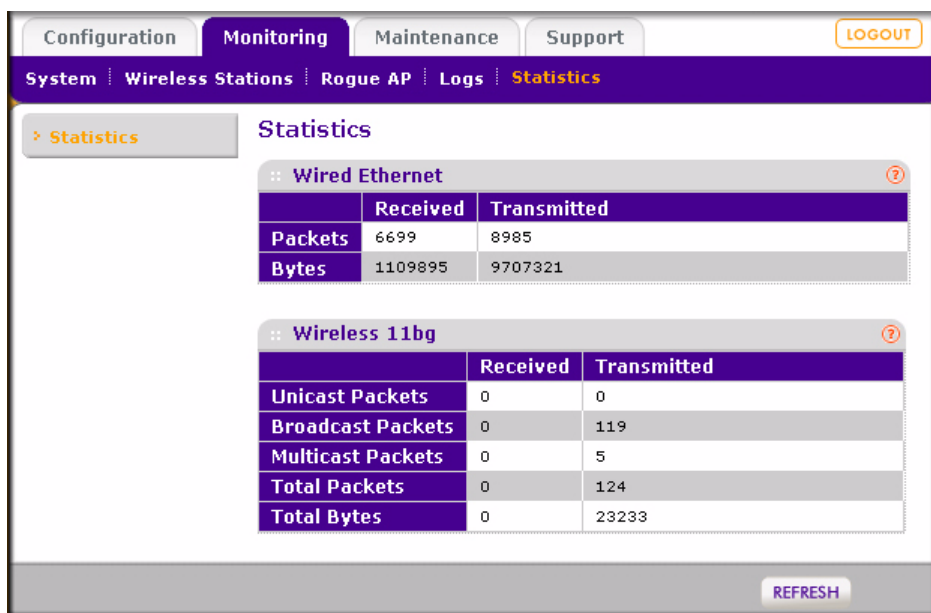 Configuration Monitoring Maintenance Support LOGOUT
System Wireless Stations Rogue AP Logs Statistics
> Statistics
Statistics
:: Wired Ethernet ?
Received Transmitted
Packets 6699 8985
Bytes 1109895 9707321
:: Wireless 11bg ?
Received Transmitted
Unicast Packets 0 0
Broadcast Packets 0 119
Multicast Packets 0 5
Total Packets 0 124
Total Bytes 0 23233
REFRESH